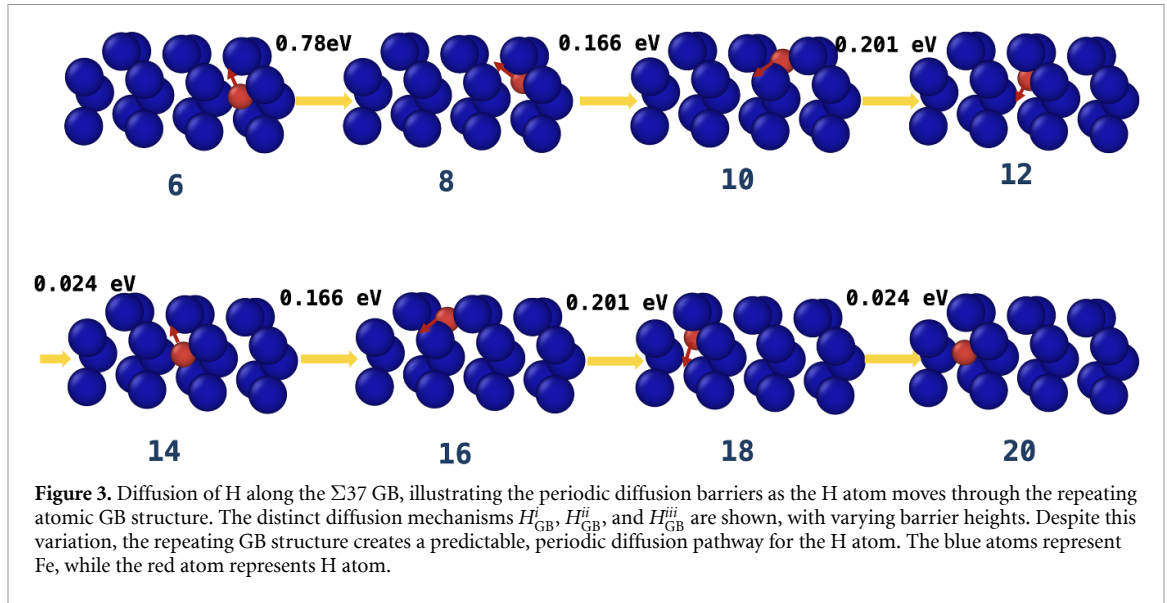 0.78eV 0.166 eV 0.201 eV
6 8 10 12
0.024 eV 0.166 eV 0.201 eV 0.024 eV
14 16 18 20
Figure 3. Diffusion of H along the Σ37 GB, illustrating the periodic diffusion barriers as the H atom moves through the repeating
atomic GB structure. The distinct diffusion mechanisms H^i_GB, H^ii_GB, and H^iii_GB are shown, with varying barrier heights. Despite this
variation, the repeating GB structure creates a predictable, periodic diffusion pathway for the H atom. The blue atoms represent
Fe, while the red atom represents H atom.